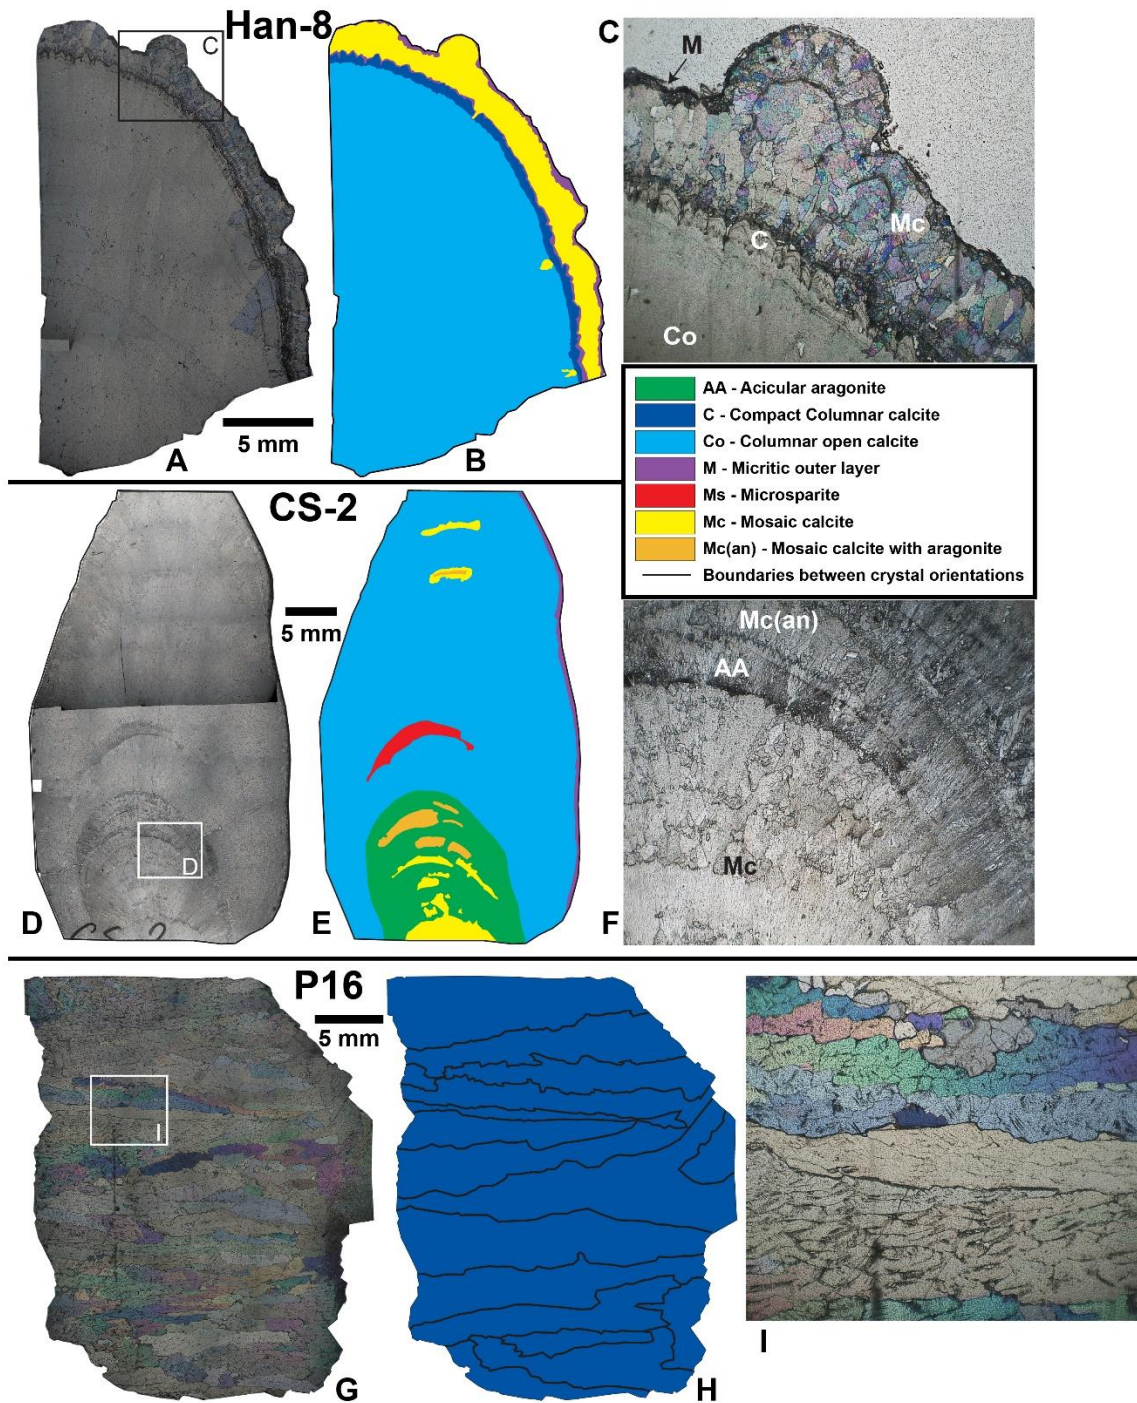 Han-8
C
A
5 mm
B
C
M
Mc
C
Co
AA - Acicular aragonite
C - Compact Columnar calcite
Co - Columnar open calcite
M - Micritic outer layer
Ms - Microsparite
Mc - Mosaic calcite
Mc(an) - Mosaic calcite with aragonite
Boundaries between crystal orientations
CS-2
5 mm
D
CS-2
D
E
Mc(an)
AA
Mc
F
P16
5 mm
I
G
H
I